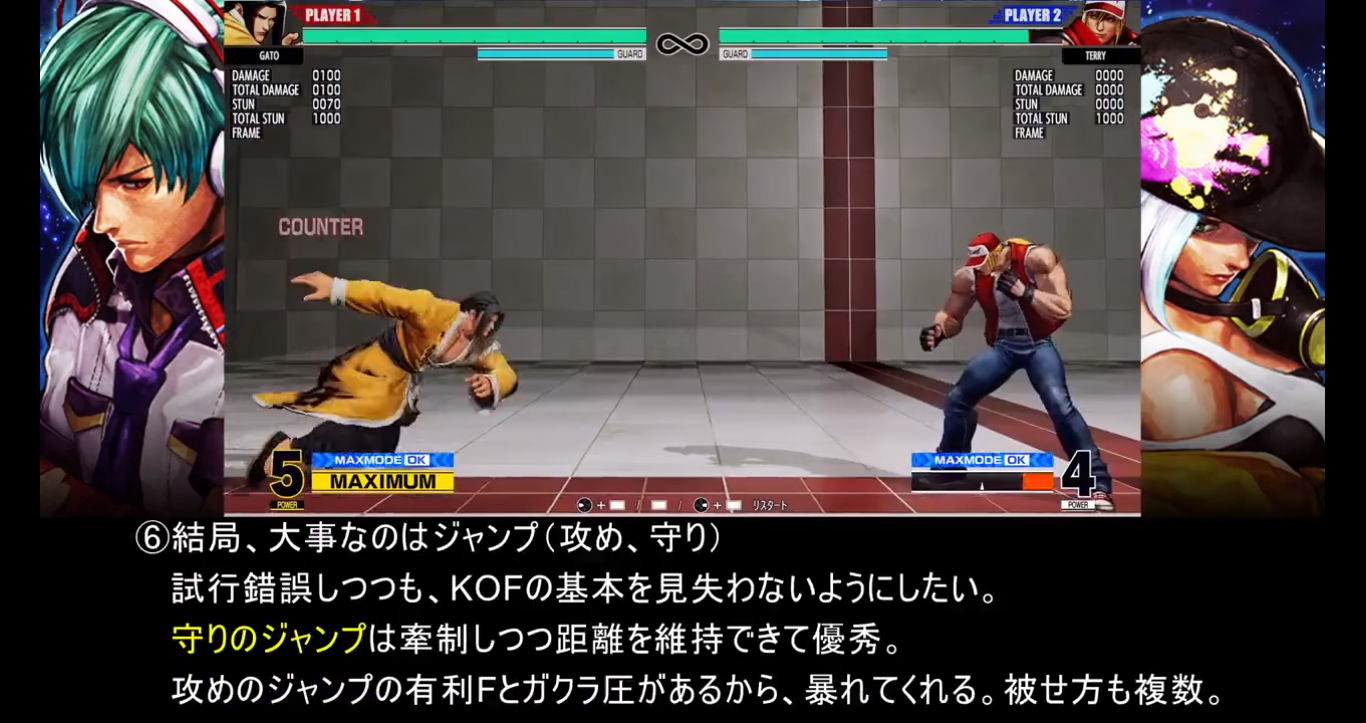 PLAYER 1
PLAYER 2
GATO
GUARD
∞
GUARD
TERRY
DAMAGE 0100
TOTAL DAMAGE 0100
STUN 0070
TOTAL STUN 1000
FRAME
DAMAGE 0000
TOTAL DAMAGE 0000
STUN 0000
TOTAL STUN 1000
FRAME
COUNTER
5
POWER
MAXMODE OK
MAXIMUM
MAXMODE OK
4
POWER
+ / / + リスタート
⑥結局、大事なのはジャンプ(攻め、守り)
試行錯誤しつつも、KOFの基本を見失わないようにしたい。
守りのジャンプは牽制しつつ距離を維持できて優秀。
攻めのジャンプの有利Fとガクラ圧があるから、暴れてくれる。被せ方も複数。